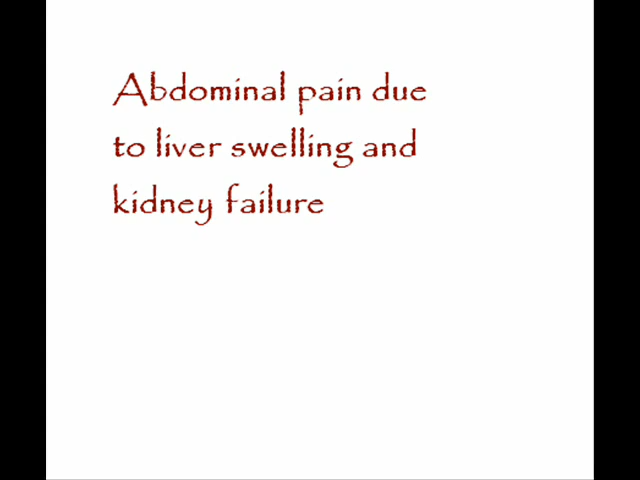 Abdominal pain due
to liver swelling and
kidney failure